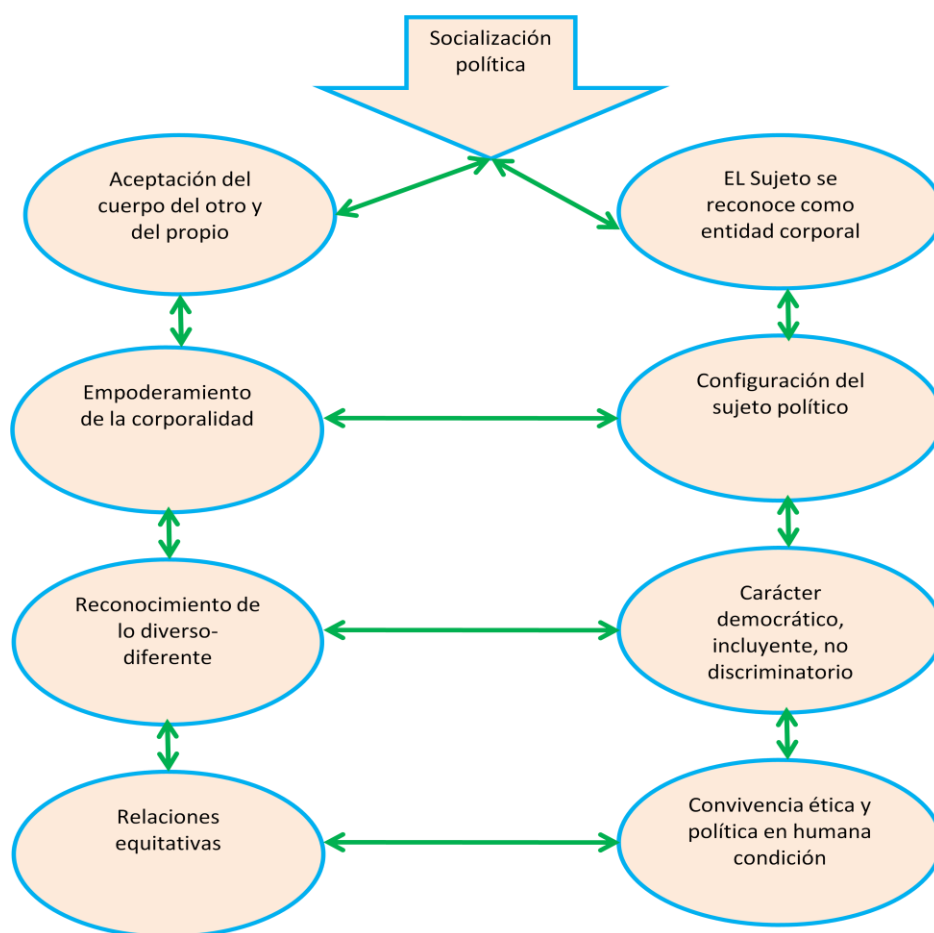 Socialización
política
Aceptación del
cuerpo del otro y
del propio
EL Sujeto se
reconoce como
entidad corporal
Empoderamiento
de la corporalidad
Configuración del
sujeto político
Reconocimiento de
lo diverso-
diferente
Carácter
democrático,
incluyente, no
discriminatorio
Relaciones
equitativas
Convivencia ética y
política en humana
condición